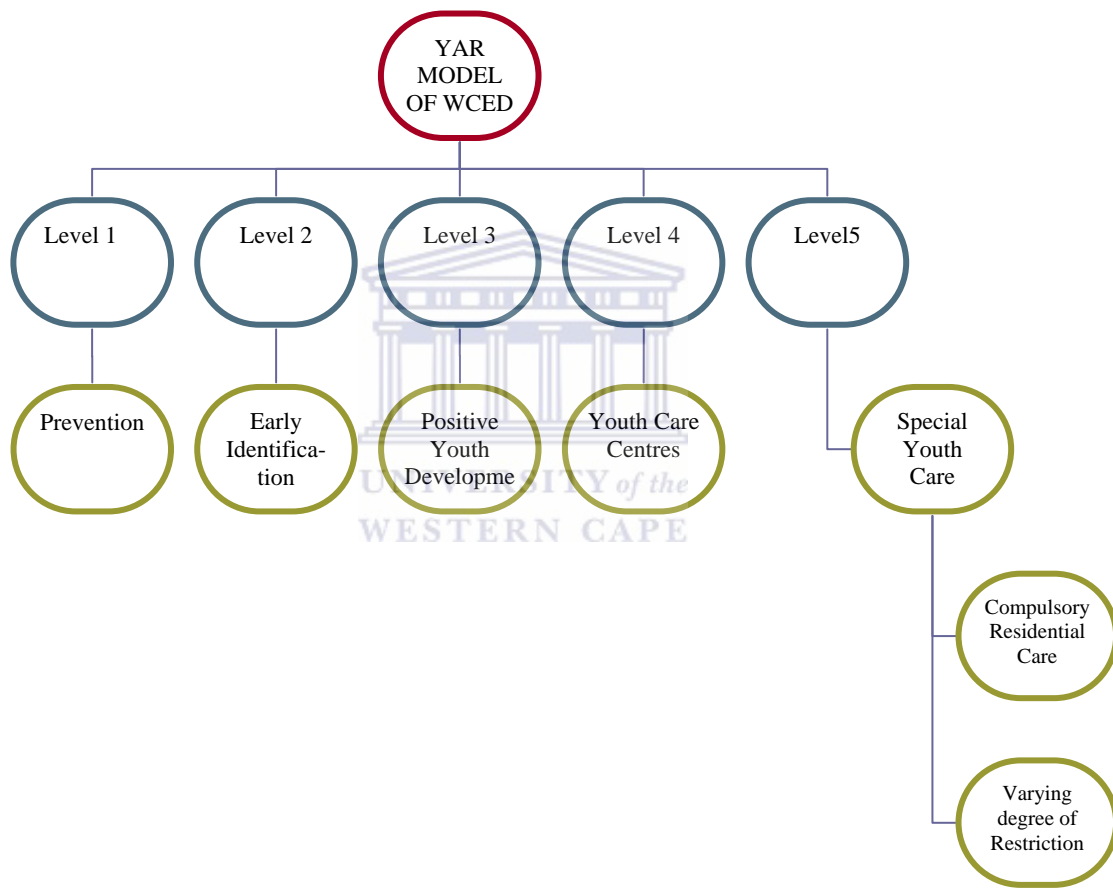 YAR
MODEL
OF WCED
Level 1
Level 2
Level 3
Level 4
Level5
Prevention
Early
Identifica-
tion
Positive
Youth
Developme
Youth Care
Centres
Special
Youth
Care
UNIVERSITY of the
WESTERN CAPE
Compulsory
Residential
Care
Varying
degree of
Restriction